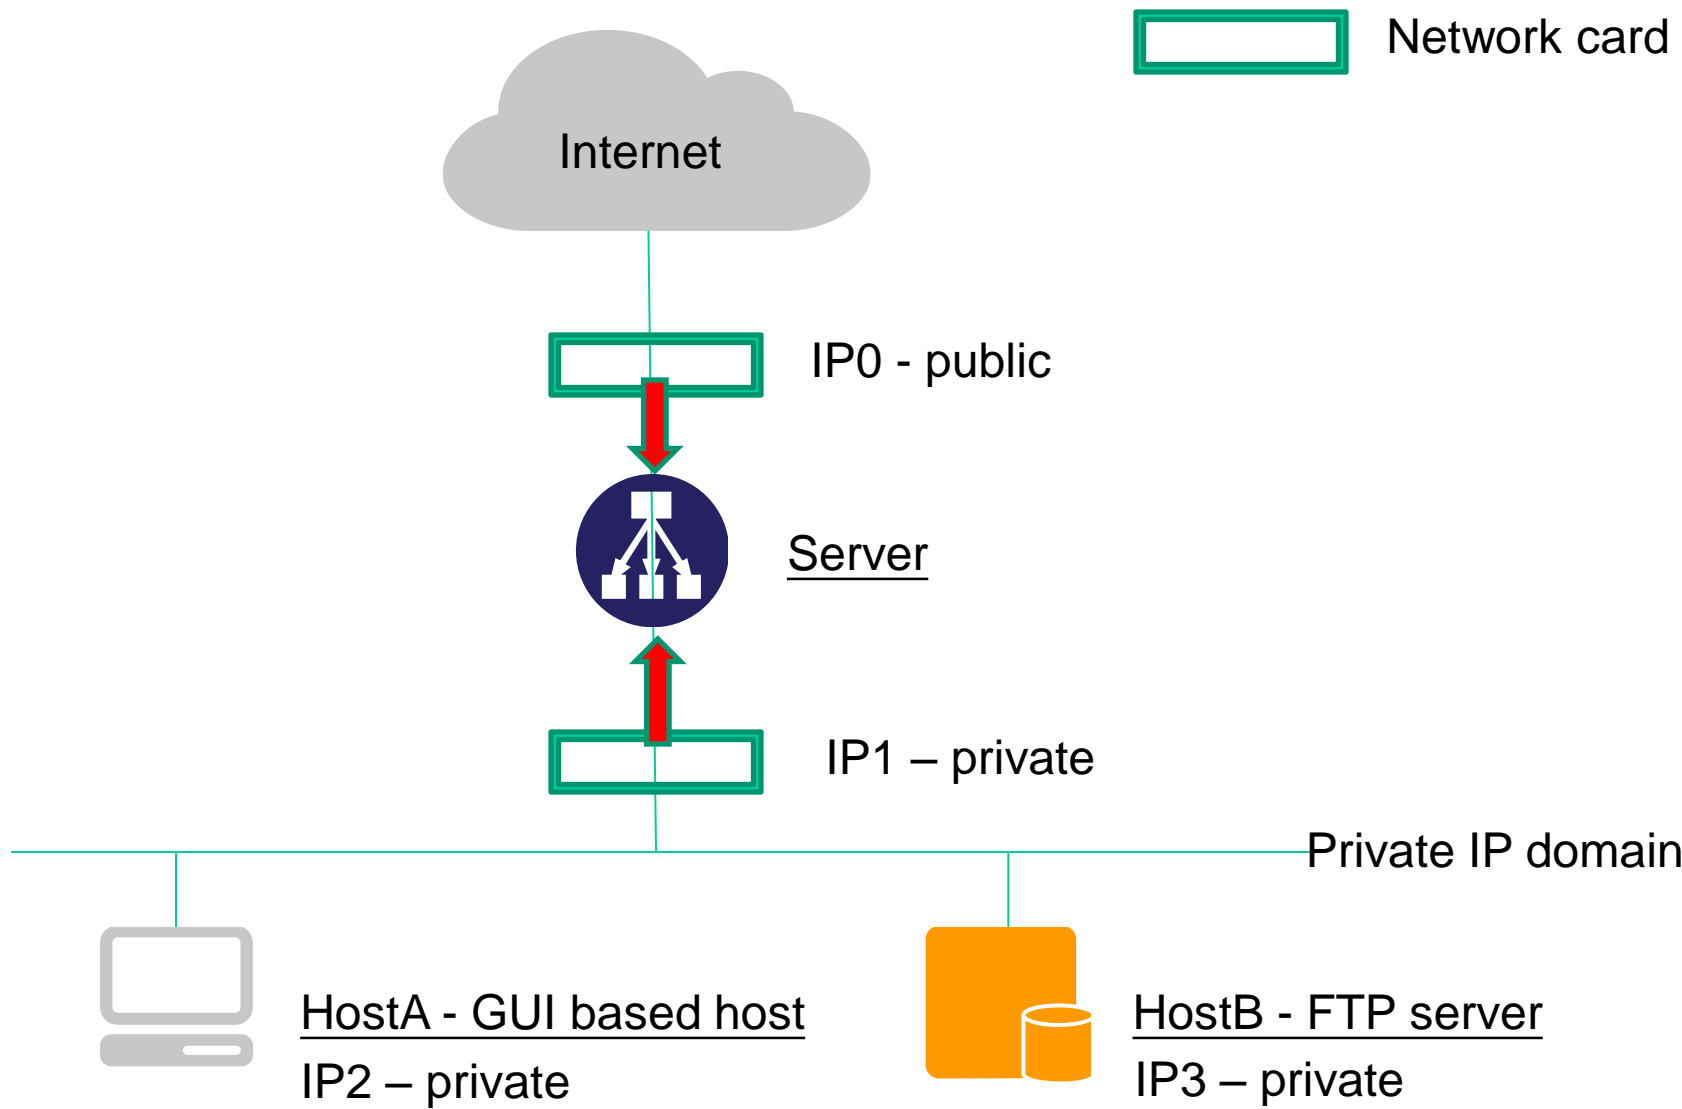 Network card
Internet
IP0 - public
Server
IP1 – private
Private IP domain
HostA - GUI based host
IP2 – private
HostB - FTP server
IP3 – private